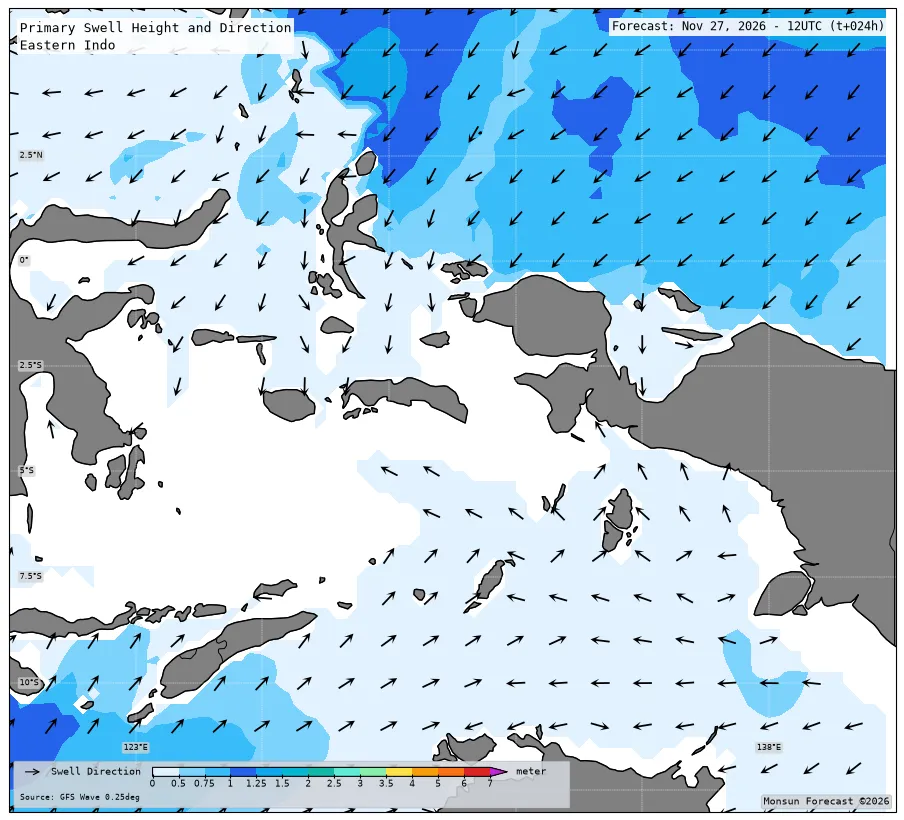 Primary Swell Height and Direction
Eastern Indo
Forecast: Nov 27, 2026 - 12UTC (t+024h)
2.5°N
0°
2.5°S
5°S
7.5°S
10°S
123°E
138°E
Swell Direction
meter
0 0.5 0.75 1 1.25 1.5 2 2.5 3 3.5 4 5 6 7
Source: GFS Wave 0.25deg
Monsun Forecast ©2026